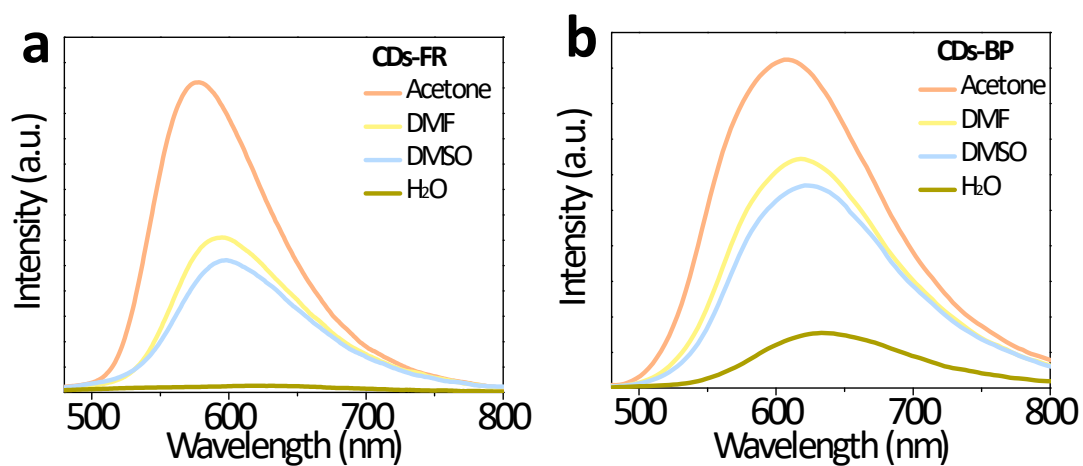 a
CDs-FR
Acetone
DMF
DMSO
H₂O
Intensity (a.u.)
500 600 700 800
Wavelength (nm)
b
CDs-BP
Acetone
DMF
DMSO
H₂O
Intensity (a.u.)
500 600 700 800
Wavelength (nm)